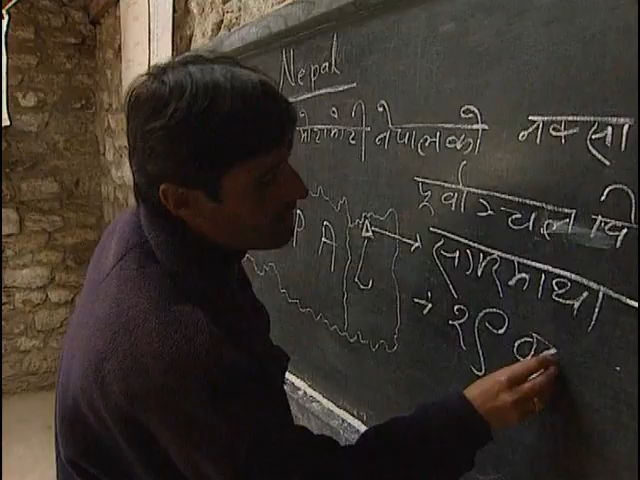 Nepal
मोटामोटी नेपालको नक्सा
पूर्वाञ्चल वि
P A L
सगरमाथा
२९ व